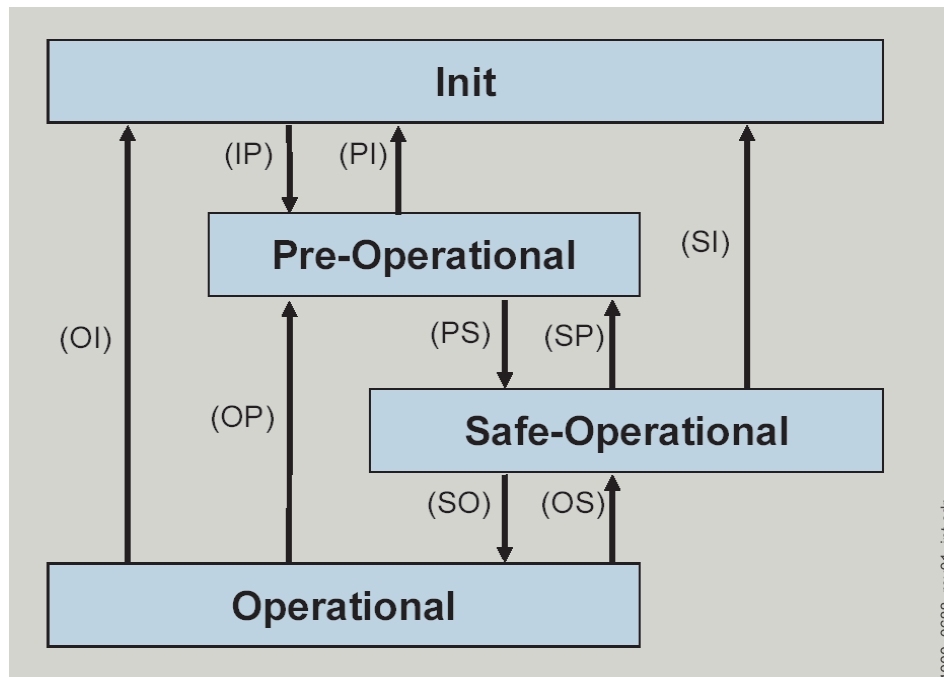 Init
(IP)
(PI)
Pre-Operational
(SI)
(OI)
(PS)
(SP)
(OP)
Safe-Operational
(SO)
(OS)
Operational